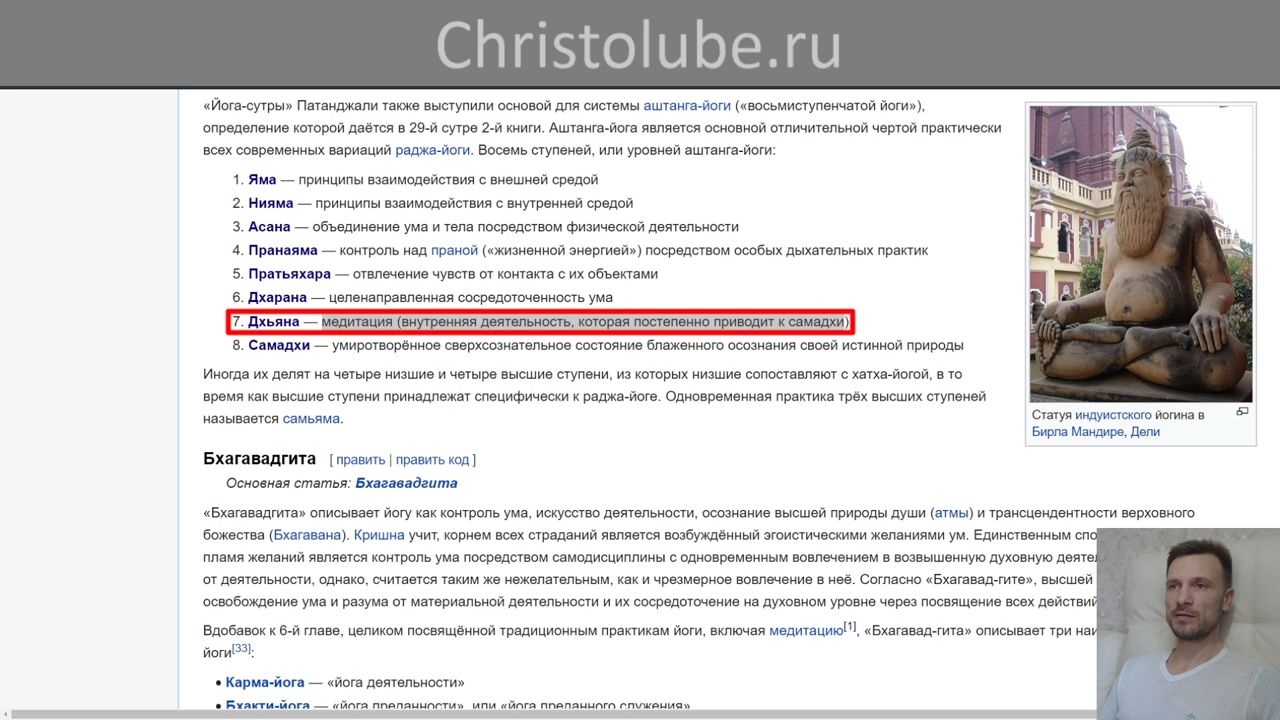 Christolube.ru
«Йога-сутры» Патанджали также выступили основой для системы аштанга-йоги («восьмиступенчатой йоги»),
определение которой даётся в 29-й сутре 2-й книги. Аштанга-йога является основной отличительной чертой практически
всех современных вариаций раджа-йоги. Восемь ступеней, или уровней аштанга-йоги:
1. Яма — принципы взаимодействия с внешней средой
2. Нияма — принципы взаимодействия с внутренней средой
3. Асана — объединение ума и тела посредством физической деятельности
4. Пранаяма — контроль над праной («жизненной энергией») посредством особых дыхательных практик
5. Пратьяхара — отвлечение чувств от контакта с их объектами
6. Дхарана — целенаправленная сосредоточенность ума
7. Дхьяна — медитация (внутренняя деятельность, которая постепенно приводит к самадхи)
8. Самадхи — умиротворённое сверхсознательное состояние блаженного осознания своей истинной природы
Иногда их делят на четыре низшие и четыре высшие ступени, из которых низшие сопоставляют с хатха-йогой, в то
время как высшие ступени принадлежат специфически к раджа-йоге. Одновременная практика трёх высших ступеней
называется самьяма.
Статуя индуистского йогина в
Бирла Мандире, Дели
Бхагавадгита [ править | править код ]
Основная статья: Бхагавадгита
«Бхагавадгита» описывает йогу как контроль ума, искусство деятельности, осознание высшей природы души (атмы) и трансцендентности верховного
божества (Бхагавана). Кришна учит, корнем всех страданий является возбуждённый эгоистическими желаниями ум. Единственным спо
пламя желаний является контроль ума посредством самодисциплины с одновременным вовлечением в возвышенную духовную деятел
от деятельности, однако, считается таким же нежелательным, как и чрезмерное вовлечение в неё. Согласно «Бхагавад-гите», высшей
освобождение ума и разума от материальной деятельности и их сосредоточение на духовном уровне через посвящение всех действий
Вдобавок к 6-й главе, целиком посвящённой традиционным практикам йоги, включая медитацию[1], «Бхагавад-гита» описывает три наи
йоги[33]:
• Карма-йога — «йога деятельности»
• Бхакти-йога — «йога преданности», или «йога преданного служения»